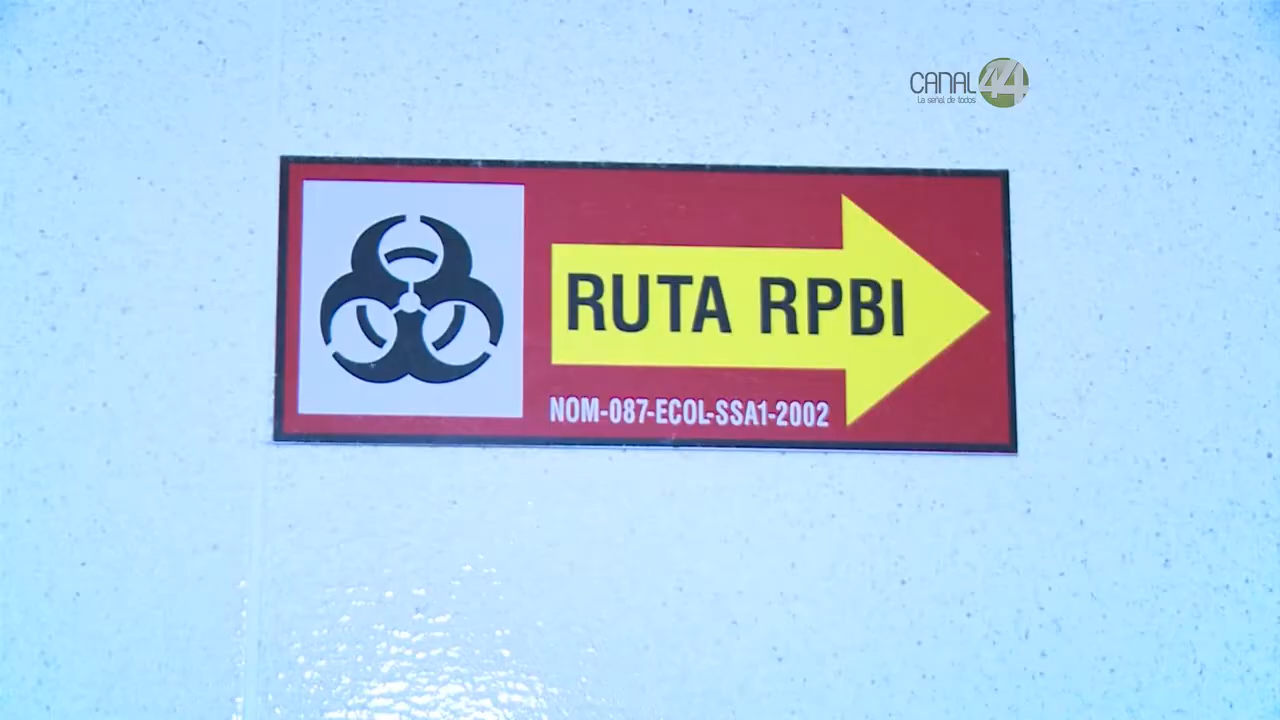 CANAL 44
La señal de todos
RUTA RPBI
NOM-087-ECOL-SSA1-2002